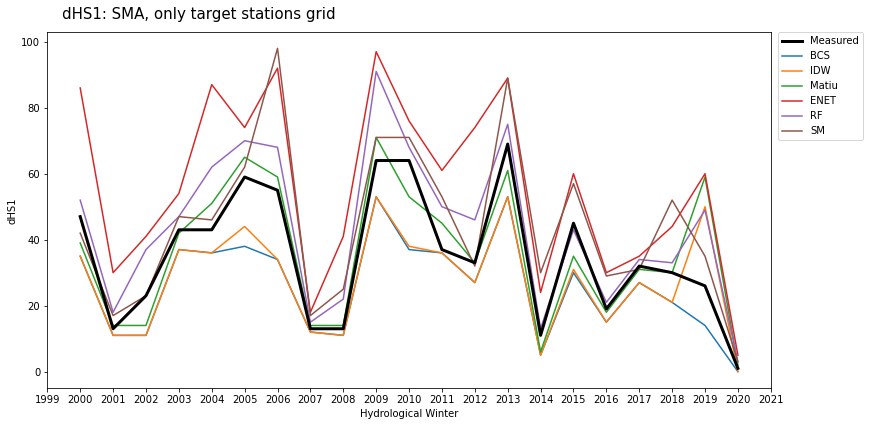 dHS1: SMA, only target stations grid
100
80
60
40
20
0
dHS1
1999 2000 2001 2002 2003 2004 2005 2006 2007 2008 2009 2010 2011 2012 2013 2014 2015 2016 2017 2018 2019 2020 2021
Hydrological Winter
Measured
BCS
IDW
Matiu
ENET
RF
SM